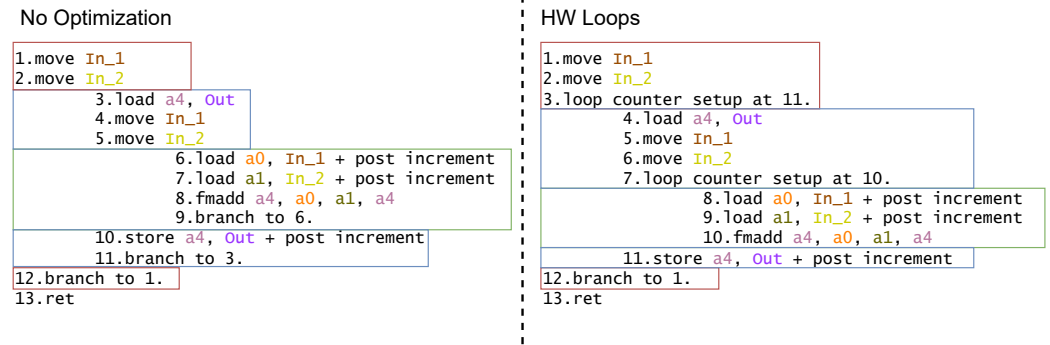 No Optimization
1.move In_1
2.move In_2
3.load a4, Out
4.move In_1
5.move In_2
6.load a0, In_1 + post increment
7.load a1, In_2 + post increment
8.fmadd a4, a0, a1, a4
9.branch to 6.
10.store a4, Out + post increment
11.branch to 3.
12.branch to 1.
13.ret
HW Loops
1.move In_1
2.move In_2
3.loop counter setup at 11.
4.load a4, Out
5.move In_1
6.move In_2
7.loop counter setup at 10.
8.load a0, In_1 + post increment
9.load a1, In_2 + post increment
10.fmadd a4, a0, a1, a4
11.store a4, Out + post increment
12.branch to 1.
13.ret